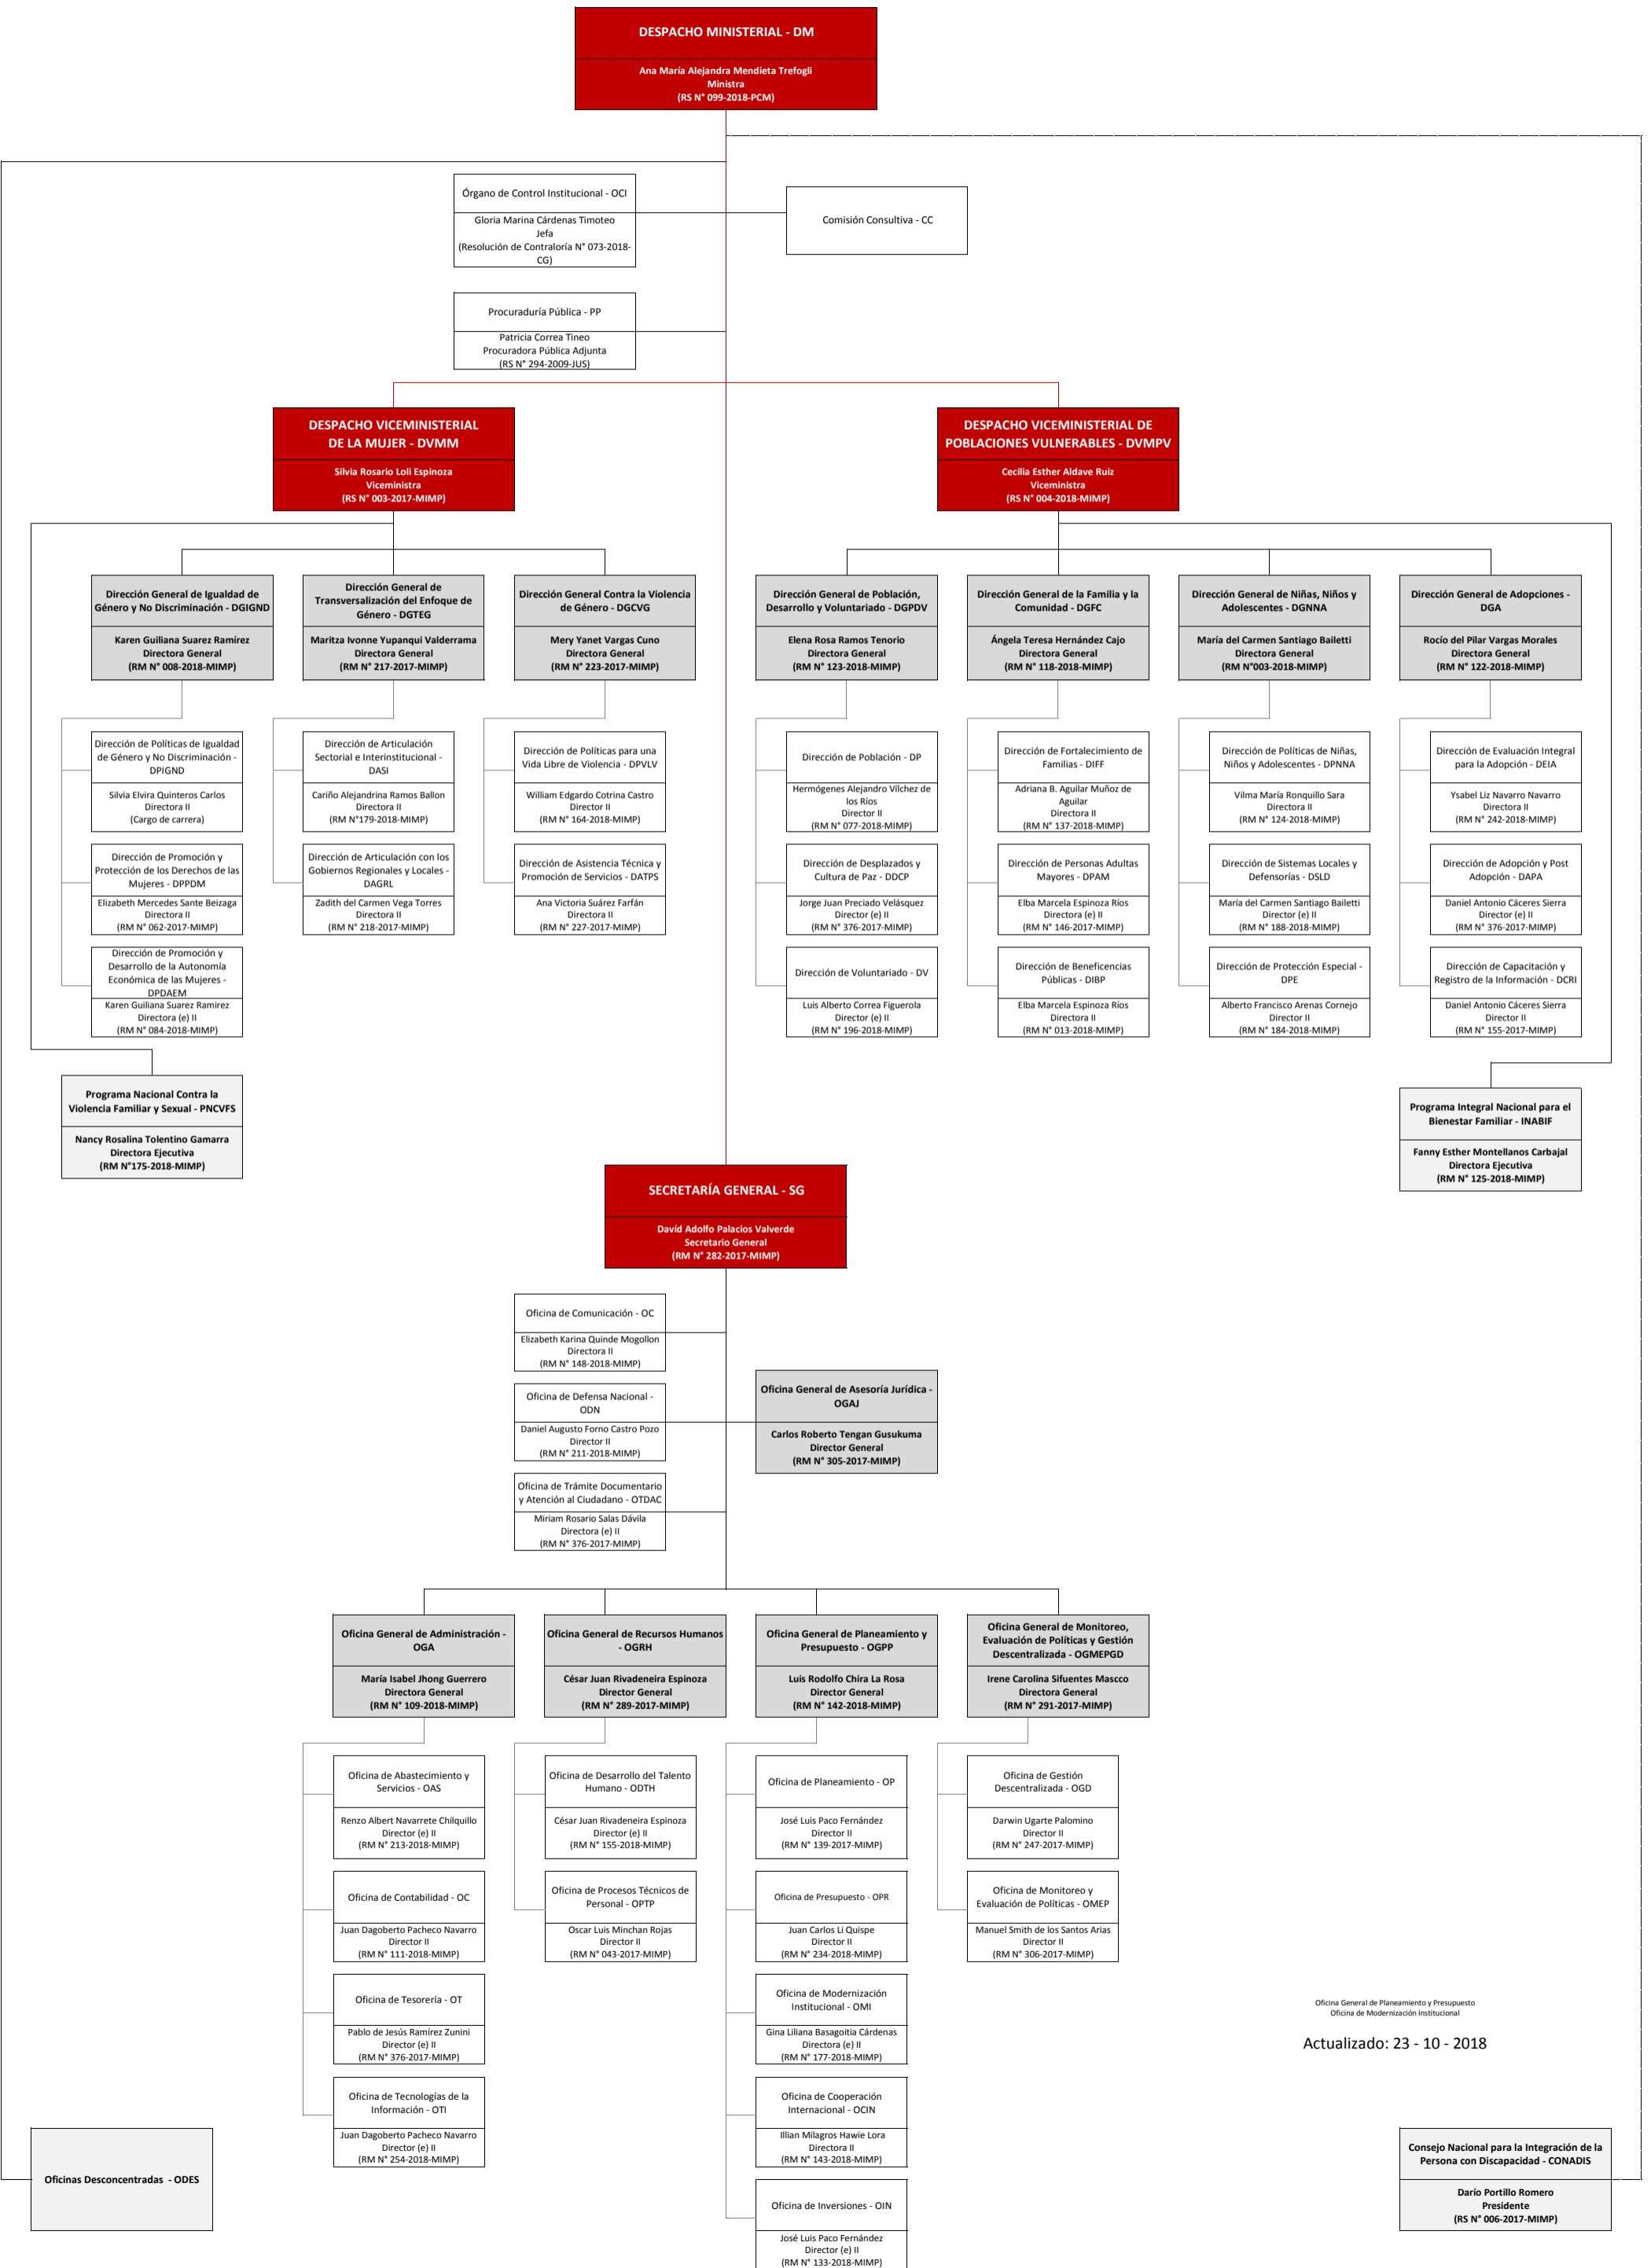 DESPACHO MINISTERIAL - DM
Ana María Alejandra Mendieta Trefogli
Ministra
(RS N° 099-2018-PCM)
Órgano de Control Institucional - OCI
Gloria Marina Cárdenas Timoteo
Jefa
(Resolución de Contraloría N° 073-2018-
CG)
Comisión Consultiva - CC
Procuraduría Pública - PP
Patricia Correa Tineo
Procuradora Pública Adjunta
(RS N° 294-2009-JUS)
DESPACHO VICEMINISTERIAL
DE LA MUJER - DVMM
Silvia Rosario Loli Espinoza
Viceministra
(RS N° 003-2017-MIMP)
DESPACHO VICEMINISTERIAL DE
POBLACIONES VULNERABLES - DVMPV
Cecilia Esther Aldave Ruiz
Viceministra
(RS N° 004-2018-MIMP)
Dirección General de Igualdad de
Género y No Discriminación - DGIGND
Karen Guiliana Suarez Ramírez
Directora General
(RM N° 008-2018-MIMP)
Dirección General de
Transversalización del Enfoque de
Género - DGTEG
Maritza Ivonne Yupanqui Valderrama
Directora General
(RM N° 217-2017-MIMP)
Dirección General Contra la Violencia
de Género - DGCVG
Mery Yanet Vargas Cuno
Directora General
(RM N° 223-2017-MIMP)
Dirección General de Población,
Desarrollo y Voluntariado - DGPDV
Elena Rosa Ramos Tenorio
Directora General
(RM N° 123-2018-MIMP)
Dirección General de la Familia y la
Comunidad - DGFC
Ángela Teresa Hernández Cajo
Directora General
(RM N° 118-2018-MIMP)
Dirección General de Niñas, Niños y
Adolescentes - DGNNA
María del Carmen Santiago Bailetti
Directora General
(RM N°003-2018-MIMP)
Dirección General de Adopciones -
DGA
Rocío del Pilar Vargas Morales
Directora General
(RM N° 122-2018-MIMP)
Dirección de Políticas de Igualdad
de Género y No Discriminación -
DPIGND
Silvia Elvira Quinteros Carlos
Directora II
(Cargo de carrera)
Dirección de Articulación
Sectorial e Interinstitucional -
DASI
Cariño Alejandrina Ramos Ballon
Directora II
(RM N°179-2018-MIMP)
Dirección de Políticas para una
Vida Libre de Violencia - DPVLV
William Edgardo Cotrina Castro
Director II
(RM N° 164-2018-MIMP)
Dirección de Población - DP
Hermógenes Alejandro Vílchez de
los Ríos
Director II
(RM N° 077-2018-MIMP)
Dirección de Fortalecimiento de
Familias - DIFF
Adriana B. Aguilar Muñoz de
Aguilar
Directora II
(RM N° 137-2018-MIMP)
Dirección de Políticas de Niñas,
Niños y Adolescentes - DPNNA
Vilma María Ronquillo Sara
Directora II
(RM N° 124-2018-MIMP)
Dirección de Evaluación Integral
para la Adopción - DEIA
Ysabel Liz Navarro Navarro
Directora II
(RM N° 242-2018-MIMP)
Dirección de Promoción y
Protección de los Derechos de las
Mujeres - DPPDM
Elizabeth Mercedes Sante Beizaga
Directora II
(RM N° 062-2017-MIMP)
Dirección de Articulación con los
Gobiernos Regionales y Locales -
DAGRL
Zadith del Carmen Vega Torres
Directora II
(RM N° 218-2017-MIMP)
Dirección de Asistencia Técnica y
Promoción de Servicios - DATPS
Ana Victoria Suárez Farfán
Directora II
(RM N° 227-2017-MIMP)
Dirección de Desplazados y
Cultura de Paz - DDCP
Jorge Juan Preciado Velásquez
Director (e) II
(RM N° 376-2017-MIMP)
Dirección de Personas Adultas
Mayores - DPAM
Elba Marcela Espinoza Ríos
Directora (e) II
(RM N° 146-2017-MIMP)
Dirección de Sistemas Locales y
Defensorías - DSLD
María del Carmen Santiago Bailetti
Director (e) II
(RM N° 188-2018-MIMP)
Dirección de Adopción y Post
Adopción - DAPA
Daniel Antonio Cáceres Sierra
Director (e) II
(RM N° 376-2017-MIMP)
Dirección de Promoción y
Desarrollo de la Autonomía
Económica de las Mujeres -
DPDAEM
Karen Guiliana Suarez Ramirez
Directora (e) II
(RM N° 084-2018-MIMP)
Dirección de Voluntariado - DV
Luis Alberto Correa Figuerola
Director (e) II
(RM N° 196-2018-MIMP)
Dirección de Beneficencias
Públicas - DIBP
Elba Marcela Espinoza Ríos
Directora II
(RM N° 013-2018-MIMP)
Dirección de Protección Especial -
DPE
Alberto Francisco Arenas Cornejo
Director II
(RM N° 184-2018-MIMP)
Dirección de Capacitación y
Registro de la Información - DCRI
Daniel Antonio Cáceres Sierra
Director II
(RM N° 155-2017-MIMP)
Programa Nacional Contra la
Violencia Familiar y Sexual - PNCVFS
Nancy Rosalina Tolentino Gamarra
Directora Ejecutiva
(RM N°175-2018-MIMP)
Programa Integral Nacional para el
Bienestar Familiar - INABIF
Fanny Esther Montellanos Carbajal
Directora Ejecutiva
(RM N° 125-2018-MIMP)
SECRETARÍA GENERAL - SG
Davíd Adolfo Palacios Valverde
Secretario General
(RM N° 282-2017-MIMP)
Oficina de Comunicación - OC
Elizabeth Karina Quinde Mogollon
Directora II
(RM N° 148-2018-MIMP)
Oficina de Defensa Nacional -
ODN
Daniel Augusto Forno Castro Pozo
Director II
(RM N° 211-2018-MIMP)
Oficina General de Asesoría Jurídica -
OGAJ
Carlos Roberto Tengan Gusukuma
Director General
(RM N° 305-2017-MIMP)
Oficina de Trámite Documentario
y Atención al Ciudadano - OTDAC
Miriam Rosario Salas Dávila
Directora (e) II
(RM N° 376-2017-MIMP)
Oficina General de Administración -
OGA
María Isabel Jhong Guerrero
Directora General
(RM N° 109-2018-MIMP)
Oficina General de Recursos Humanos
- OGRH
César Juan Rivadeneira Espinoza
Director General
(RM N° 289-2017-MIMP)
Oficina General de Planeamiento y
Presupuesto - OGPP
Luis Rodolfo Chira La Rosa
Director General
(RM N° 142-2018-MIMP)
Oficina General de Monitoreo,
Evaluación de Políticas y Gestión
Descentralizada - OGMEPGD
Irene Carolina Sifuentes Mascco
Directora General
(RM N° 291-2017-MIMP)
Oficina de Abastecimiento y
Servicios - OAS
Renzo Albert Navarrete Chilquillo
Director (e) II
(RM N° 213-2018-MIMP)
Oficina de Desarrollo del Talento
Humano - ODTH
César Juan Rivadeneira Espinoza
Director (e) II
(RM N° 155-2018-MIMP)
Oficina de Planeamiento - OP
José Luis Paco Fernández
Director II
(RM N° 139-2017-MIMP)
Oficina de Gestión
Descentralizada - OGD
Darwin Ugarte Palomino
Director II
(RM N° 247-2017-MIMP)
Oficina de Contabilidad - OC
Juan Dagoberto Pacheco Navarro
Director II
(RM N° 111-2018-MIMP)
Oficina de Procesos Técnicos de
Personal - OPTP
Oscar Luis Minchan Rojas
Director II
(RM N° 043-2017-MIMP)
Oficina de Presupuesto - OPR
Juan Carlos Li Quispe
Director II
(RM N° 234-2018-MIMP)
Oficina de Monitoreo y
Evaluación de Políticas - OMEP
Manuel Smith de los Santos Arias
Director II
(RM N° 306-2017-MIMP)
Oficina de Tesorería - OT
Pablo de Jesús Ramírez Zunini
Director (e) II
(RM N° 376-2017-MIMP)
Oficina de Modernización
Institucional - OMI
Gina Liliana Basagoitia Cárdenas
Directora (e) II
(RM N° 177-2018-MIMP)
Oficina General de Planeamiento y Presupuesto
Oficina de Modernización Institucional
Actualizado: 23 - 10 - 2018
Oficina de Tecnologías de la
Información - OTI
Juan Dagoberto Pacheco Navarro
Director (e) II
(RM N° 254-2018-MIMP)
Oficina de Cooperación
Internacional - OCIN
Illian Milagros Hawie Lora
Directora II
(RM N° 143-2018-MIMP)
Oficinas Desconcentradas - ODES
Consejo Nacional para la Integración de la
Persona con Discapacidad - CONADIS
Darío Portillo Romero
Presidente
(RS N° 006-2017-MIMP)
Oficina de Inversiones - OIN
José Luis Paco Fernández
Director (e) II
(RM N° 133-2018-MIMP)